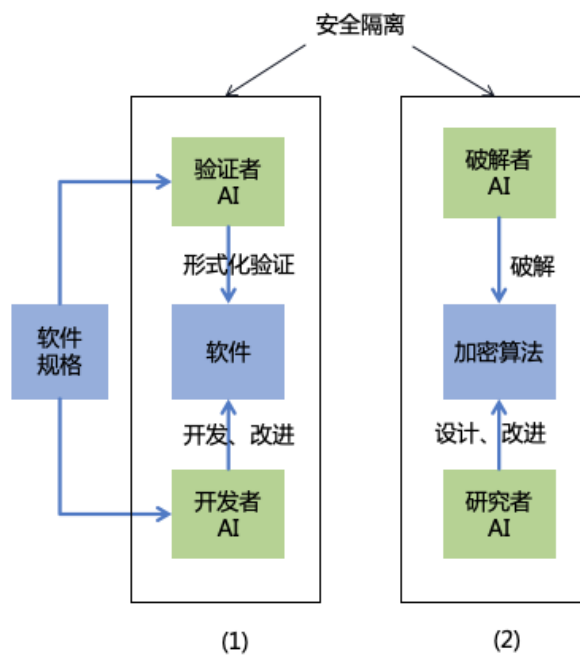 安全隔离
验证者
AI
形式化验证
软件
规格
软件
开发、改进
开发者
AI
(1)
破解者
AI
破解
加密算法
设计、改进
研究者
AI
(2)